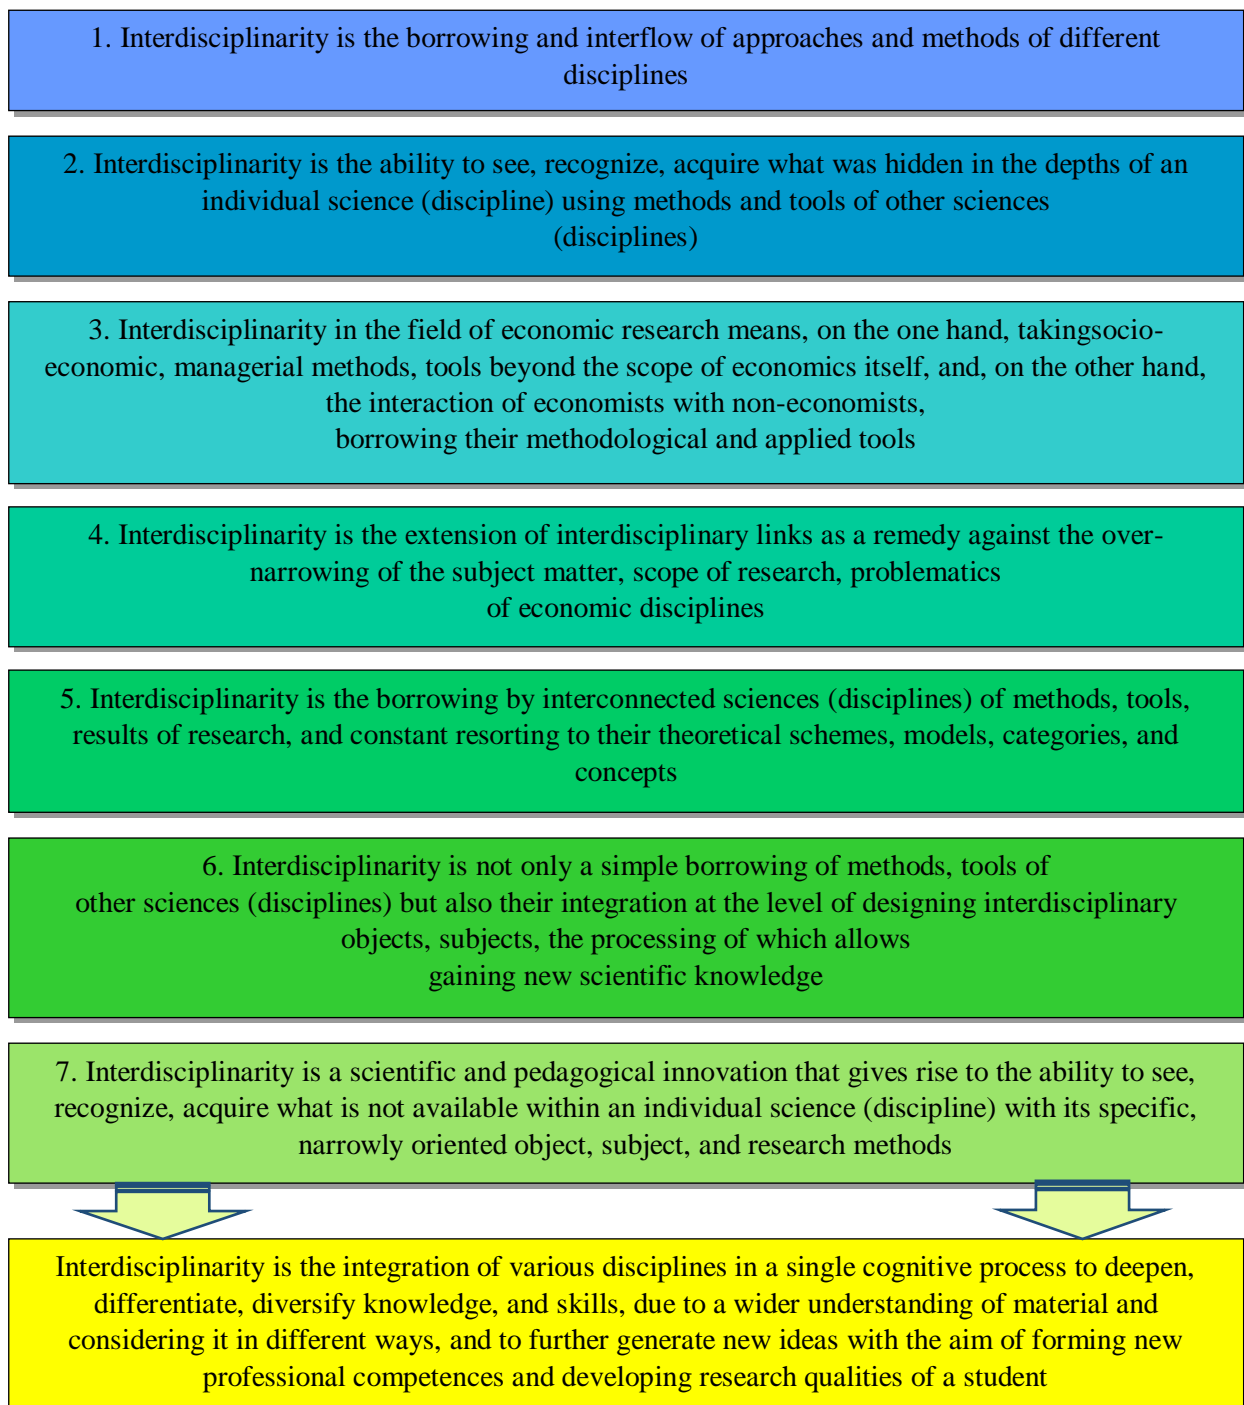 1. Interdisciplinarity is the borrowing and interflow of approaches and methods of different
disciplines
2. Interdisciplinarity is the ability to see, recognize, acquire what was hidden in the depths of an
individual science (discipline) using methods and tools of other sciences
(disciplines)
3. Interdisciplinarity in the field of economic research means, on the one hand, takingsocio-
economic, managerial methods, tools beyond the scope of economics itself, and, on the other hand,
the interaction of economists with non-economists,
borrowing their methodological and applied tools
4. Interdisciplinarity is the extension of interdisciplinary links as a remedy against the over-
narrowing of the subject matter, scope of research, problematics
of economic disciplines
5. Interdisciplinarity is the borrowing by interconnected sciences (disciplines) of methods, tools,
results of research, and constant resorting to their theoretical schemes, models, categories, and
concepts
6. Interdisciplinarity is not only a simple borrowing of methods, tools of
other sciences (disciplines) but also their integration at the level of designing interdisciplinary
objects, subjects, the processing of which allows
gaining new scientific knowledge
7. Interdisciplinarity is a scientific and pedagogical innovation that gives rise to the ability to see,
recognize, acquire what is not available within an individual science (discipline) with its specific,
narrowly oriented object, subject, and research methods
Interdisciplinarity is the integration of various disciplines in a single cognitive process to deepen,
differentiate, diversify knowledge, and skills, due to a wider understanding of material and
considering it in different ways, and to further generate new ideas with the aim of forming new
professional competences and developing research qualities of a student